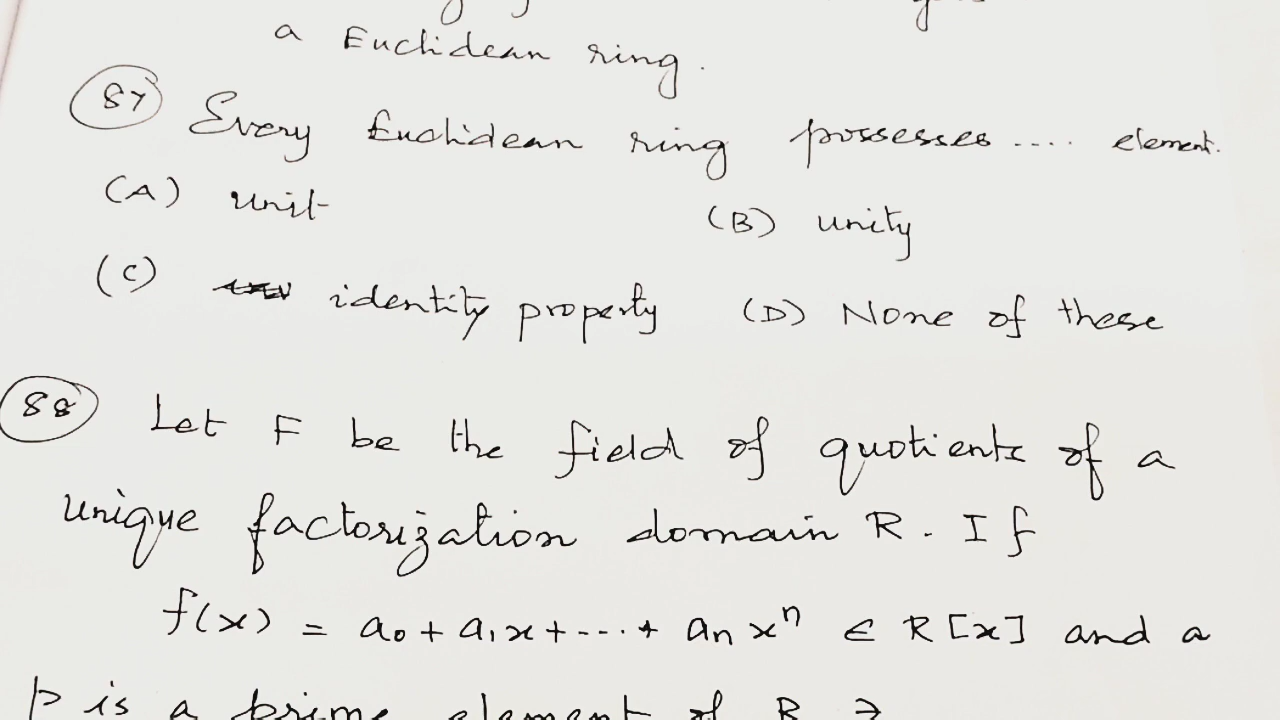 a Euclidean ring.
87 Every Euclidean ring possesses .... element.
(A) unit (B) unity
(C) identity property (D) None of these
88 Let F be the field of quotients of a
unique factorization domain R. If
f(x) = a₀ + a₁x + --- + aₙxⁿ ∈ R[x] and a
p is a prime element of R ∋